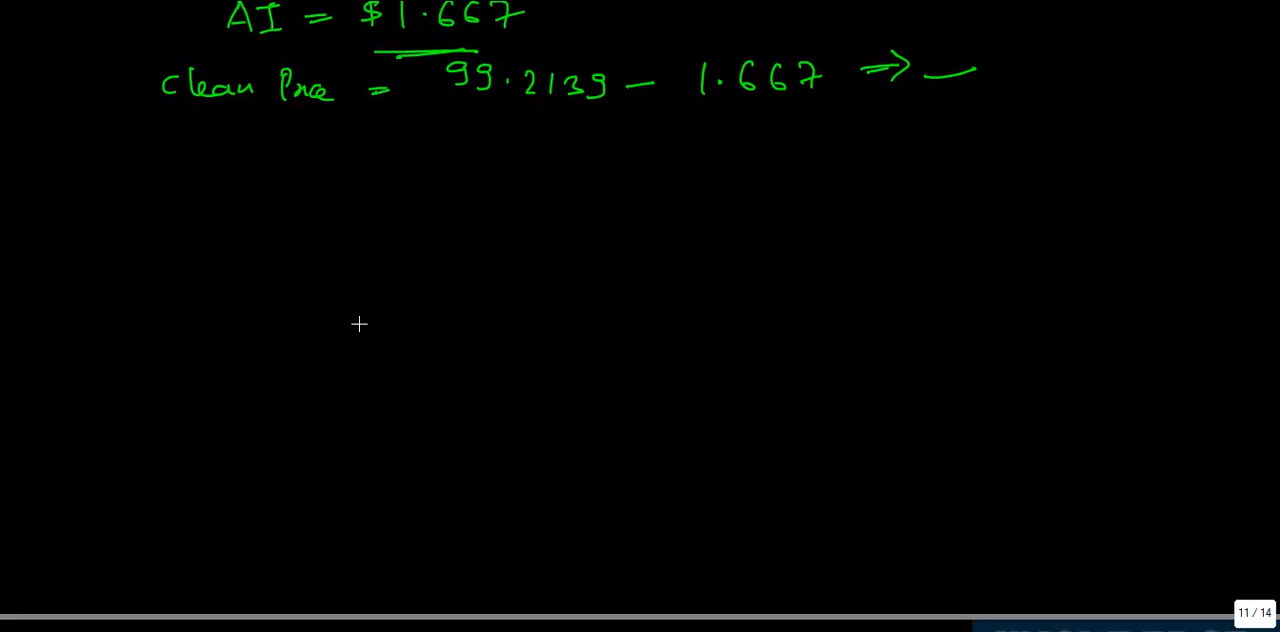 AI = $1.667
Clean Price = 99.2139 - 1.667 ⇒ —
11 / 14